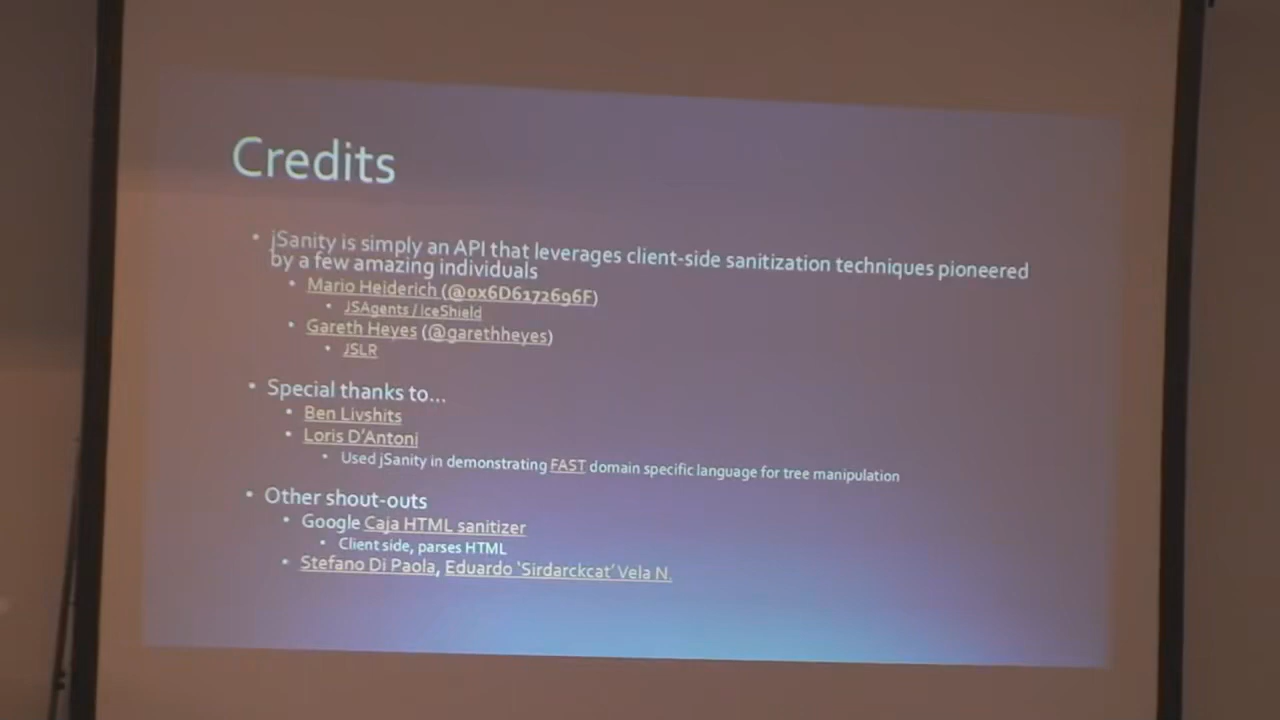 Credits
• jSanity is simply an API that leverages client-side sanitization techniques pioneered
by a few amazing individuals
• Mario Heiderich (@0x6D6172696F)
• JSAgents / IceShield
• Gareth Heyes (@garethheyes)
• JSLR
• Special thanks to...
• Ben Livshits
• Loris D'Antoni
• Used jSanity in demonstrating FAST domain specific language for tree manipulation
• Other shout-outs
• Google Caja HTML sanitizer
• Client side, parses HTML
• Stefano Di Paola, Eduardo 'Sirdarckcat' Vela N.